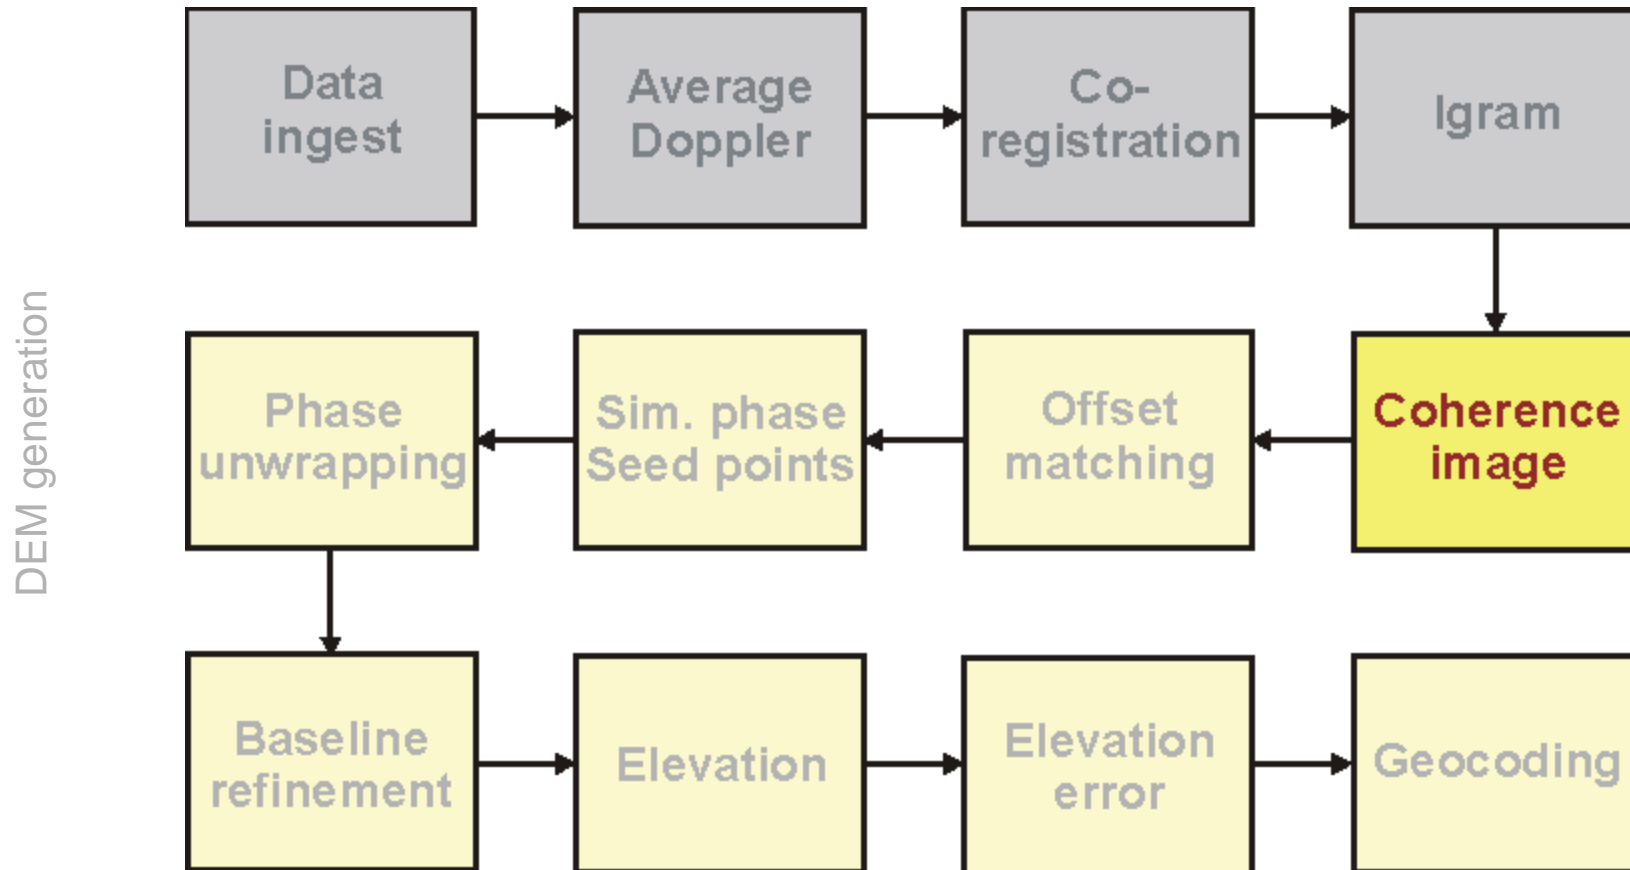 DEM generation
Data
ingest
Average
Doppler
Co-
registration
Igram
Phase
unwrapping
Sim. phase
Seed points
Offset
matching
Coherence
image
Baseline
refinement
Elevation
Elevation
error
Geocoding